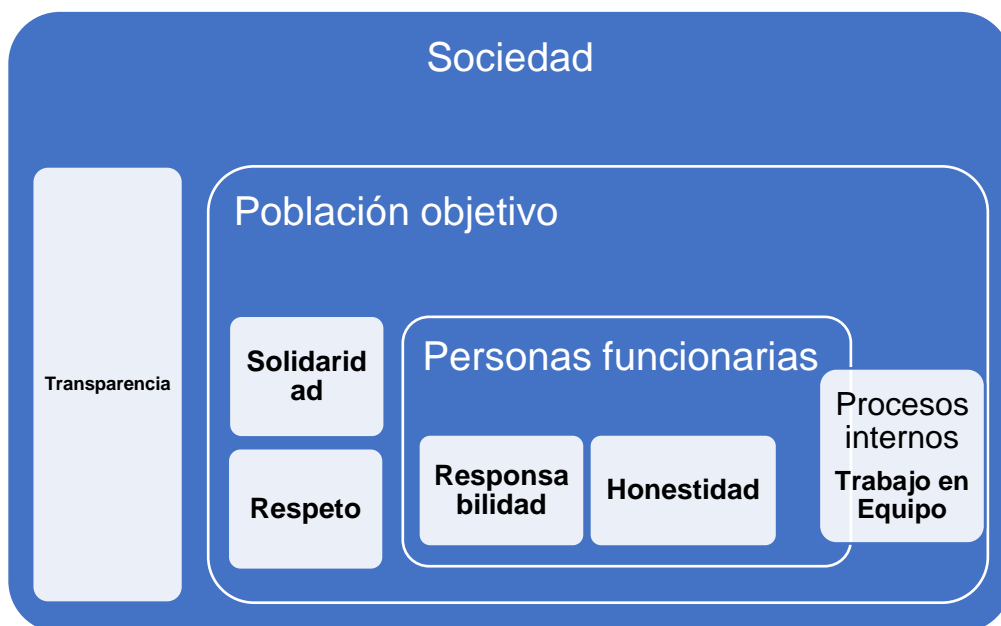 Sociedad
Transparencia
Población objetivo
Solidarid
ad
Respeto
Personas funcionarias
Responsa
bilidad
Honestidad
Procesos
internos
Trabajo en
Equipo